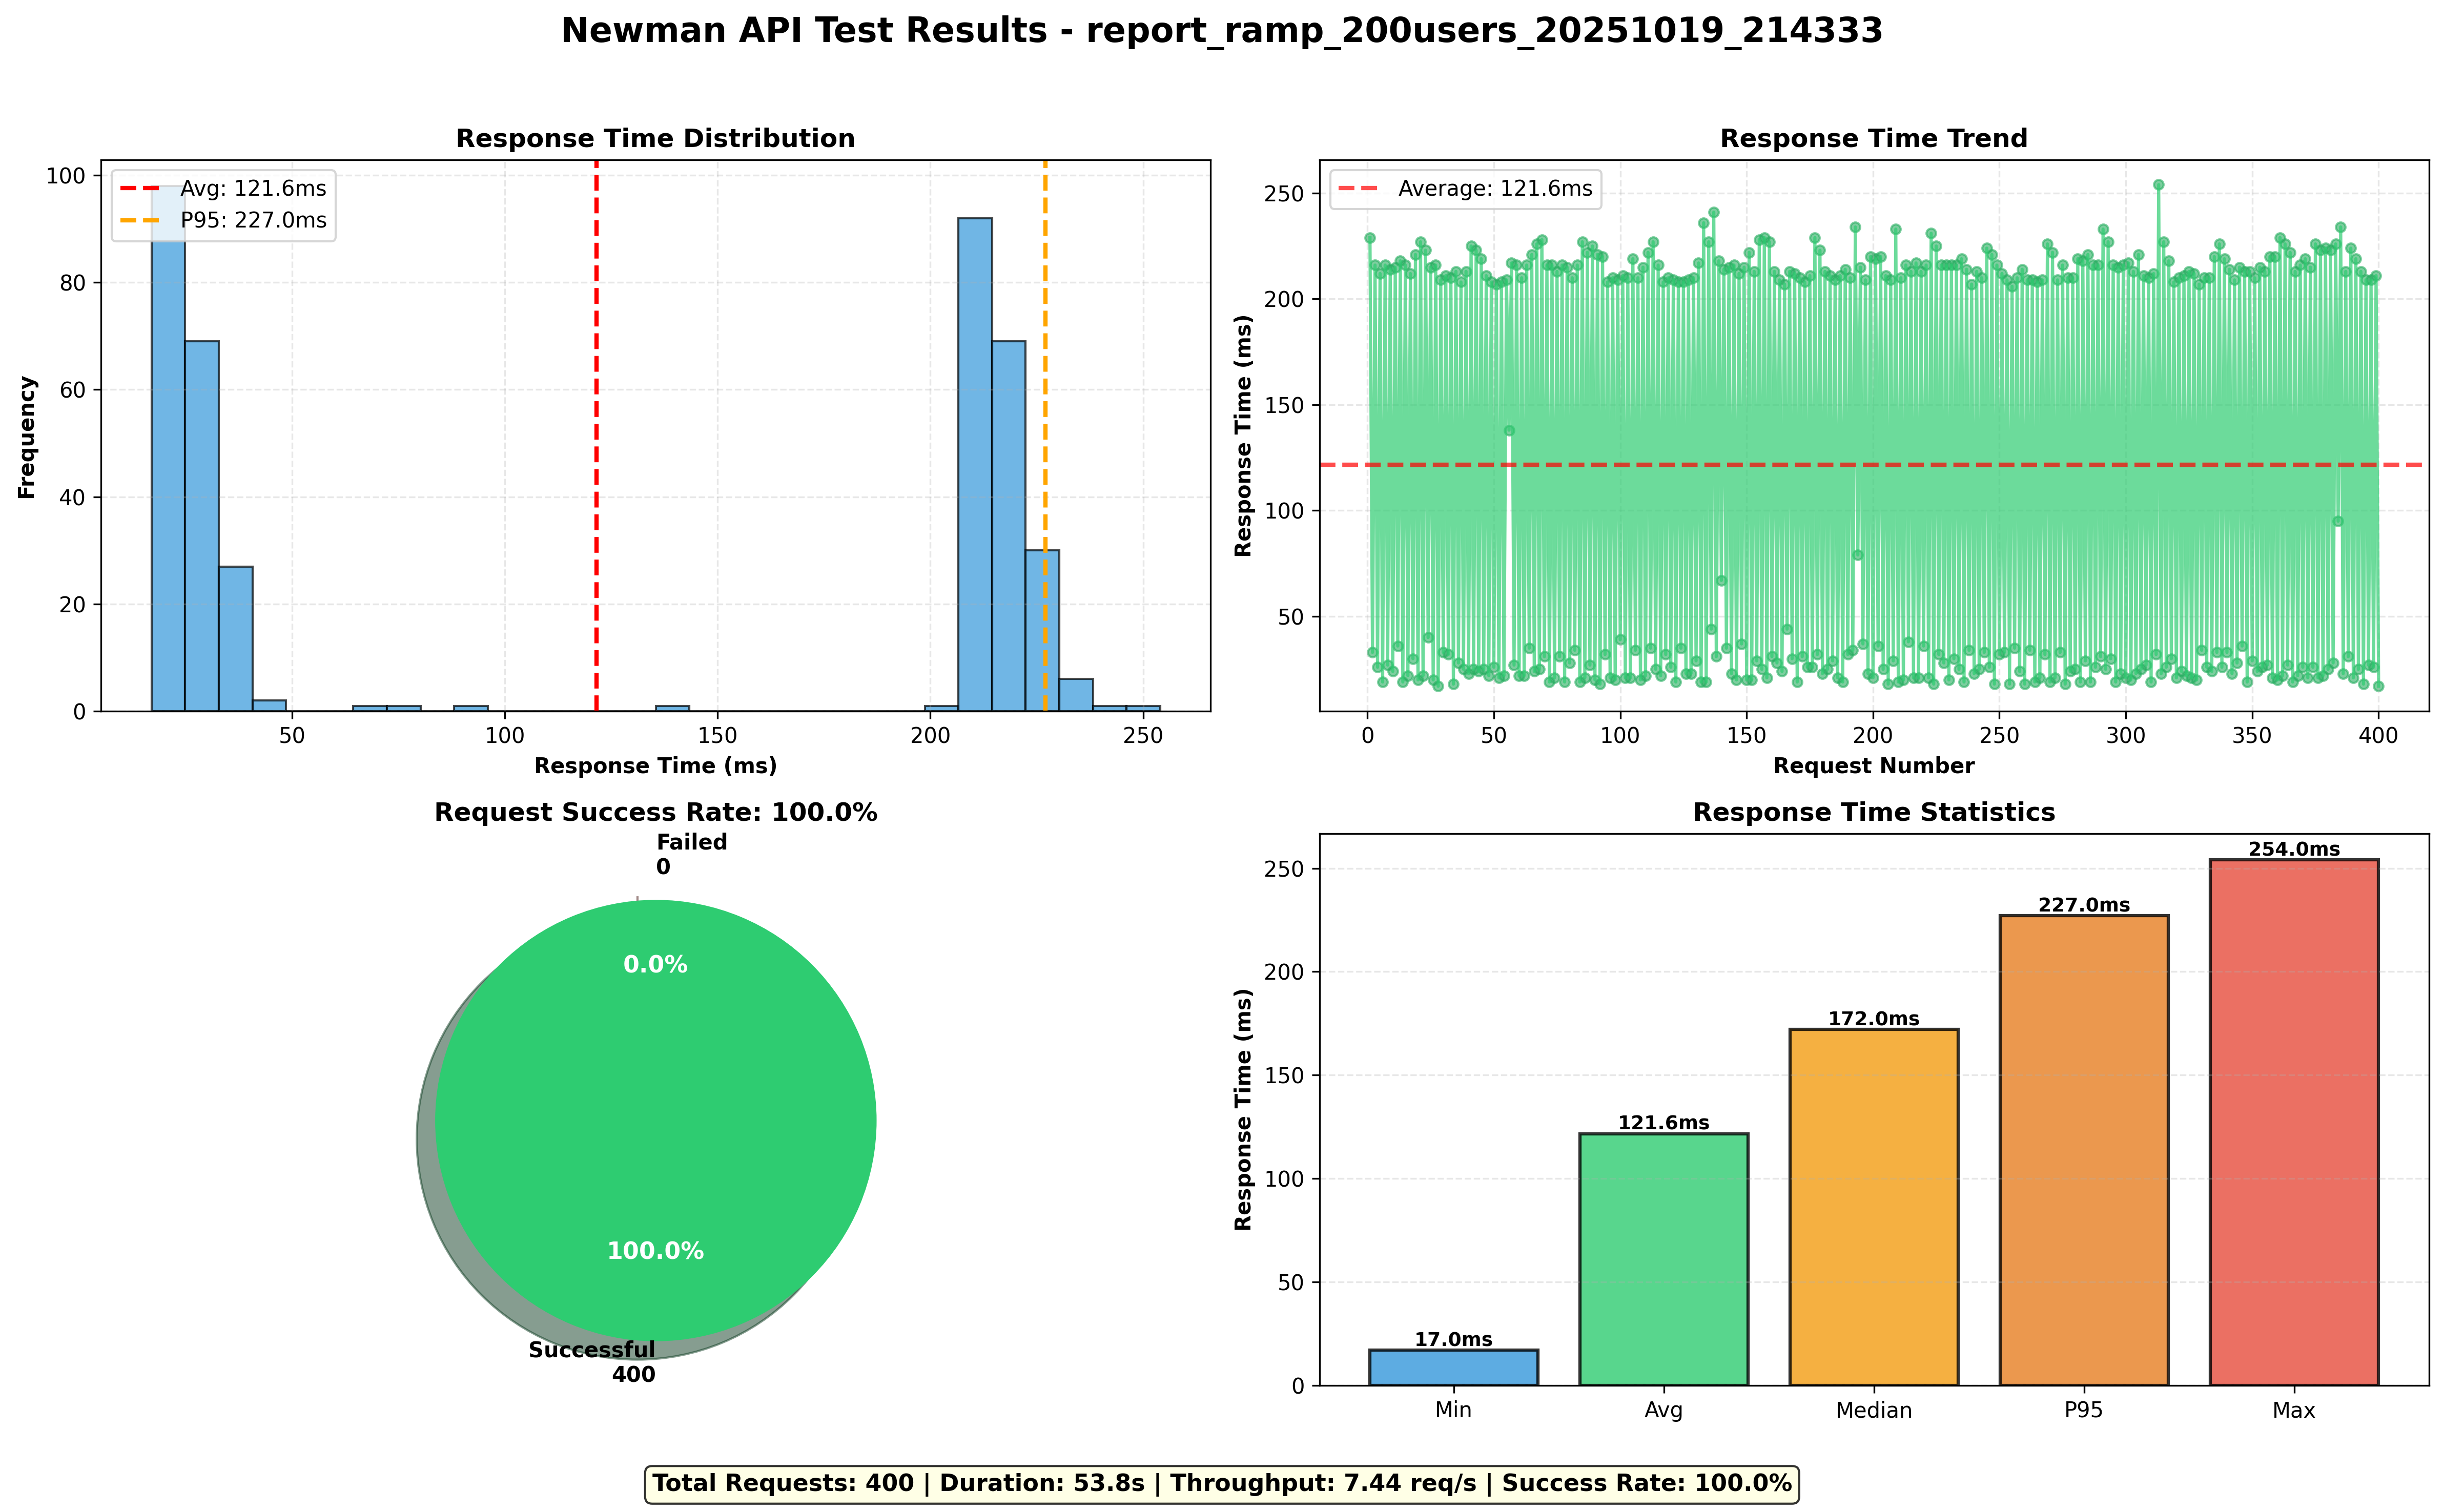 Newman API Test Results - report_ramp_200users_20251019_214333
Response Time Distribution
Avg: 121.6ms
P95: 227.0ms
Frequency
100
80
60
40
20
0
50
100
150
200
250
Response Time (ms)
Response Time Trend
Average: 121.6ms
Response Time (ms)
250
200
150
100
50
0
50
100
150
200
250
300
350
400
Request Number
Request Success Rate: 100.0%
Failed
0
0.0%
100.0%
Successful
400
Response Time Statistics
Response Time (ms)
250
200
150
100
50
0
17.0ms
121.6ms
172.0ms
227.0ms
254.0ms
Min
Avg
Median
P95
Max
Total Requests: 400 | Duration: 53.8s | Throughput: 7.44 req/s | Success Rate: 100.0%